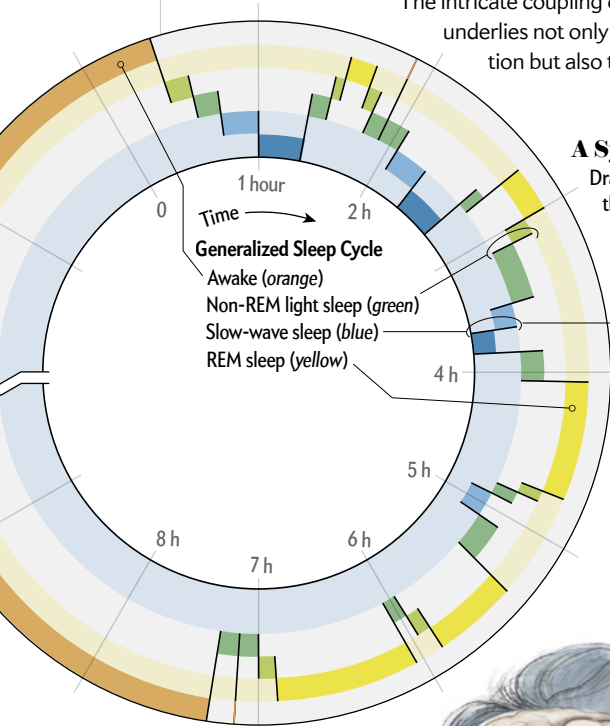 The intricate coupling
underlies not only
tion but also
A
Dra
th
1 hour
0
2 h
Time
Generalized Sleep Cycle
Awake (orange)
Non-REM light sleep (green)
Slow-wave sleep (blue)
REM sleep (yellow)
4 h
5 h
8 h
6 h
7 h